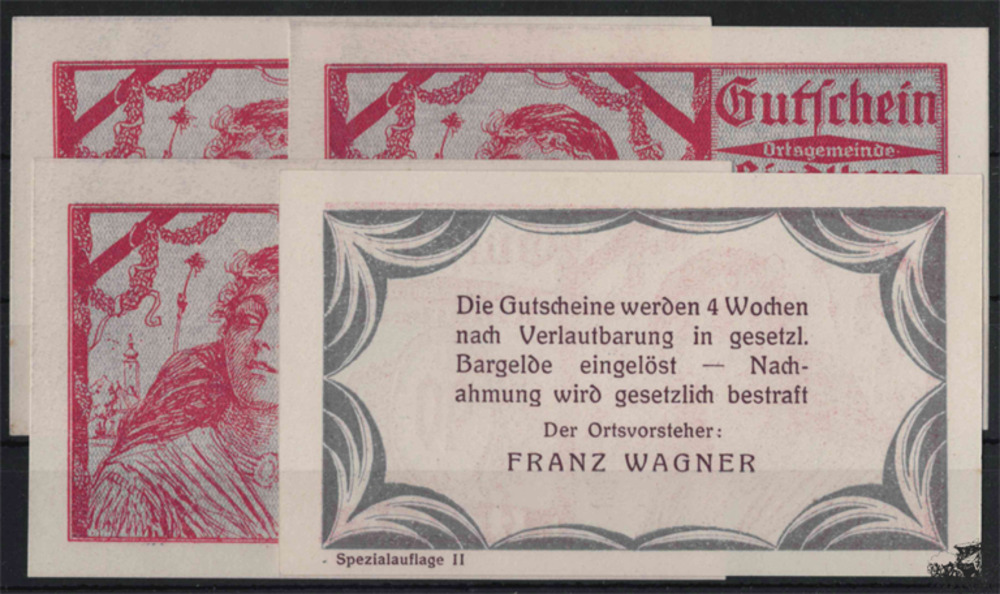 Gutschein
Ortsgemeinde
Die Gutscheine werden 4 Wochen
nach Verlautbarung in gesetzl.
Bargelde eingelöst — Nach-
ahmung wird gesetzlich bestraft
Der Ortsvorsteher:
FRANZ WAGNER
Spezialauflage II